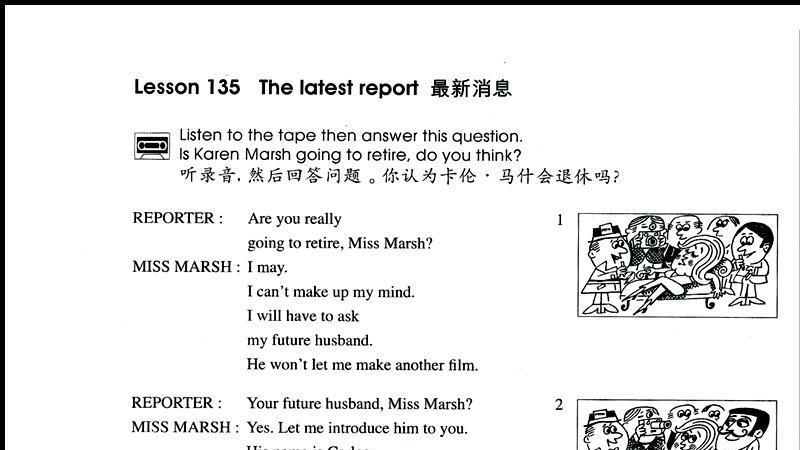 Lesson 135 The latest report 最新消息
Listen to the tape then answer this question.
Is Karen Marsh going to retire, do you think?
听录音,然后回答问题。你认为卡伦·马什会退休吗?
REPORTER : Are you really
going to retire, Miss Marsh?
1
MISS MARSH : I may.
I can't make up my mind.
I will have to ask
my future husband.
He won't let me make another film.
REPORTER : Your future husband, Miss Marsh?
2
MISS MARSH : Yes. Let me introduce him to you.
His name is Carlos.